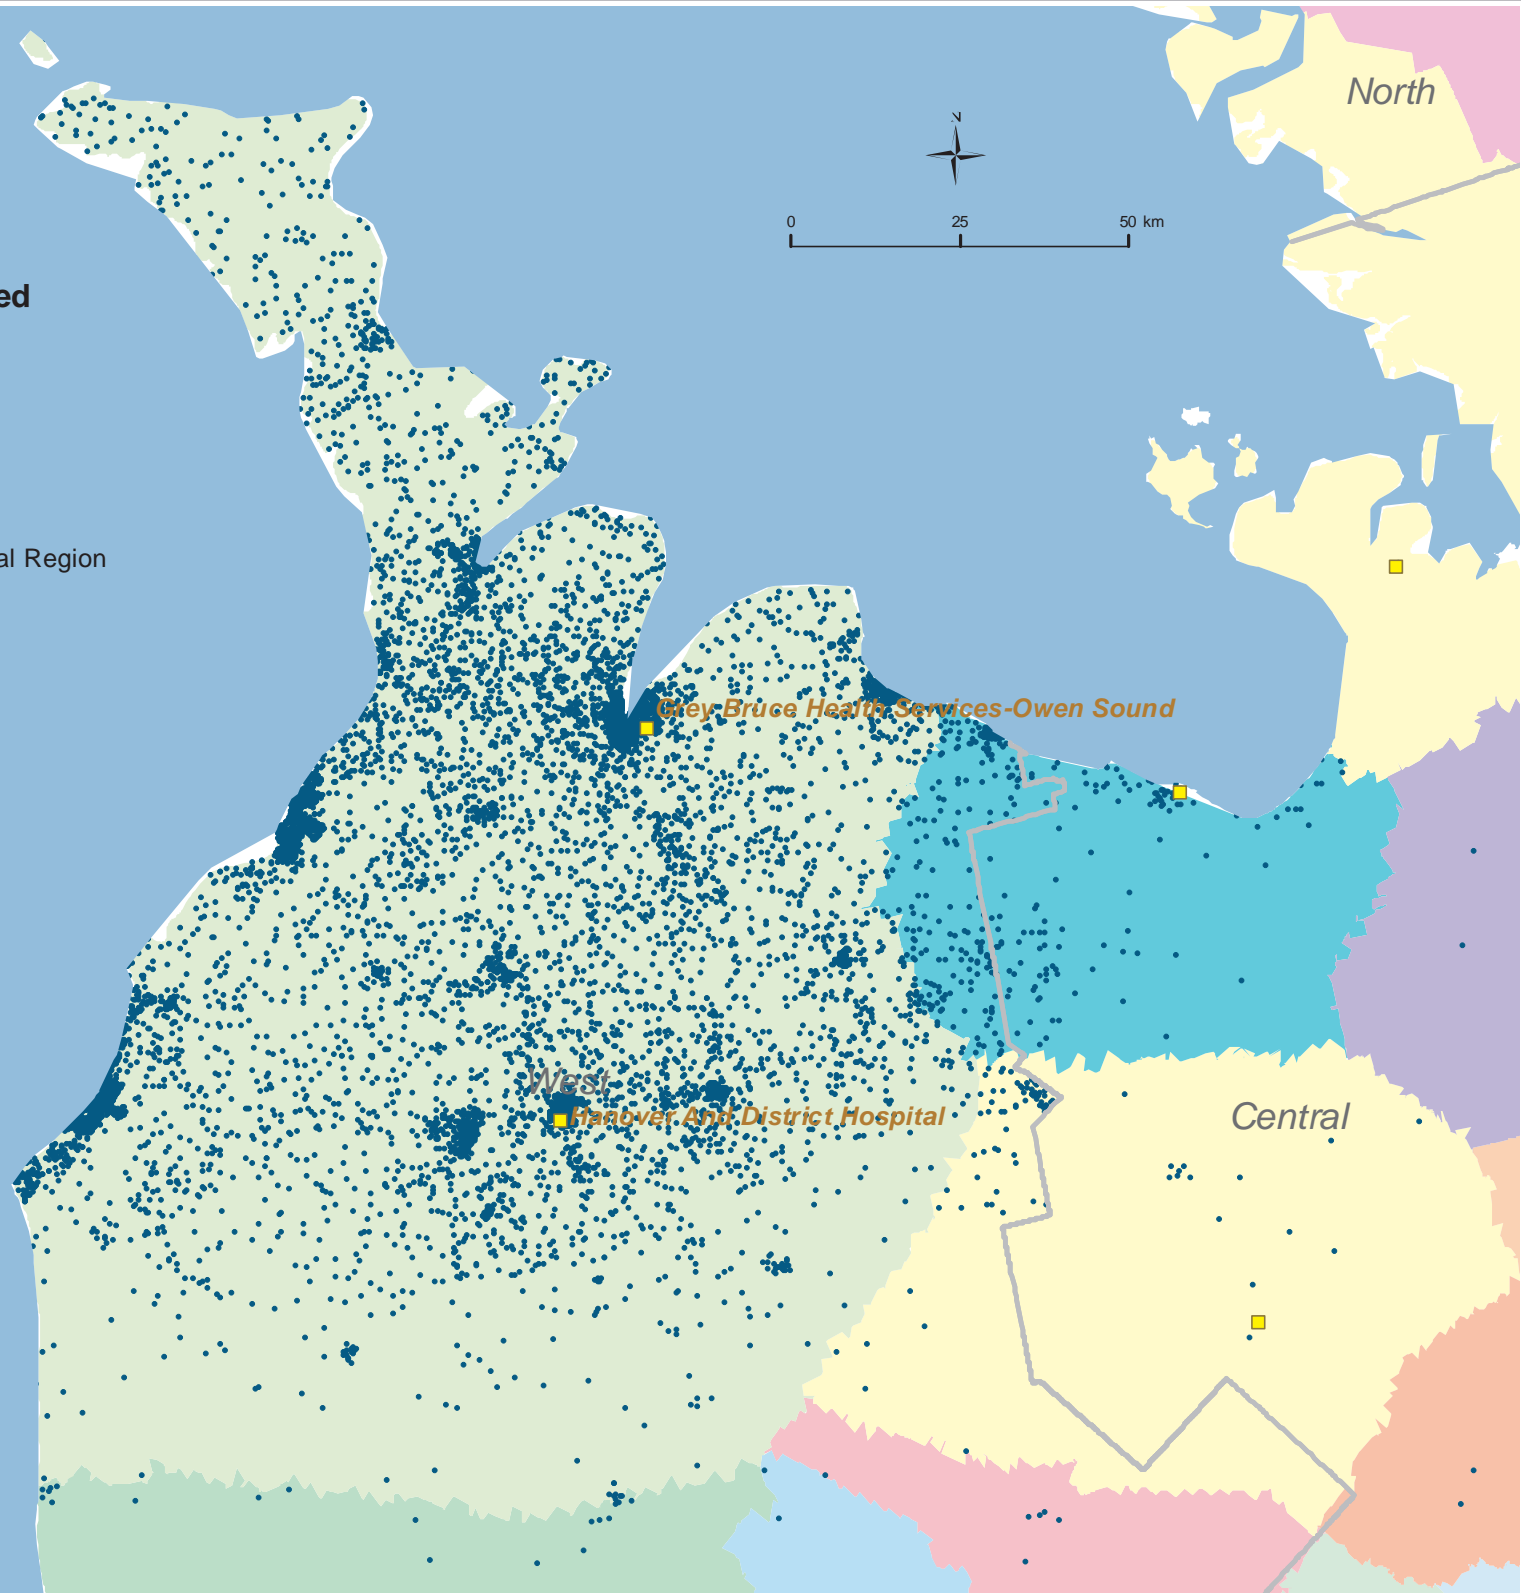 North
N
0 25 50 km
ed
al Region
Grey Bruce Health Services-Owen Sound
West
Hanover And District Hospital
Central